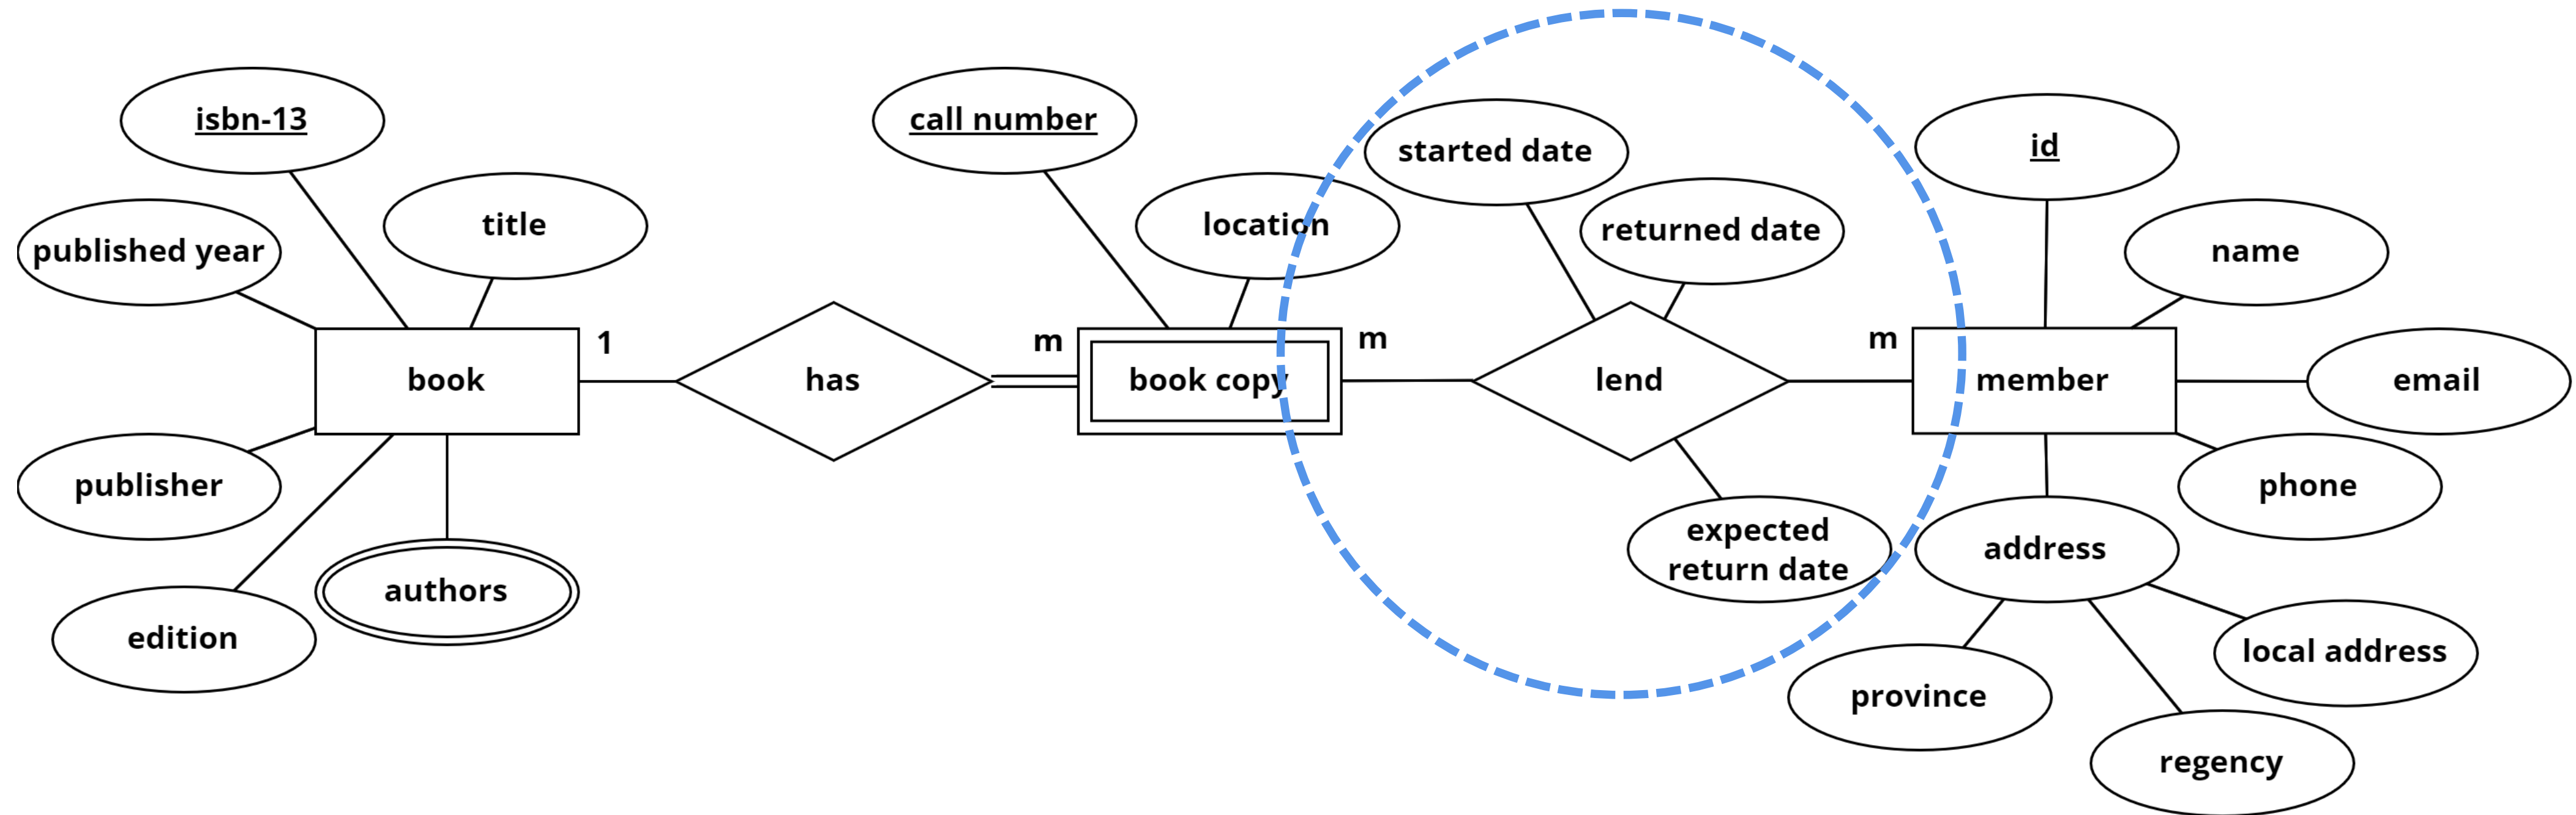 isbn-13
title
published year
book
publisher
edition
authors
1
has
m
call number
location
book copy
m
started date
returned date
lend
expected
return date
m
id
name
member
email
phone
address
local address
province
regency